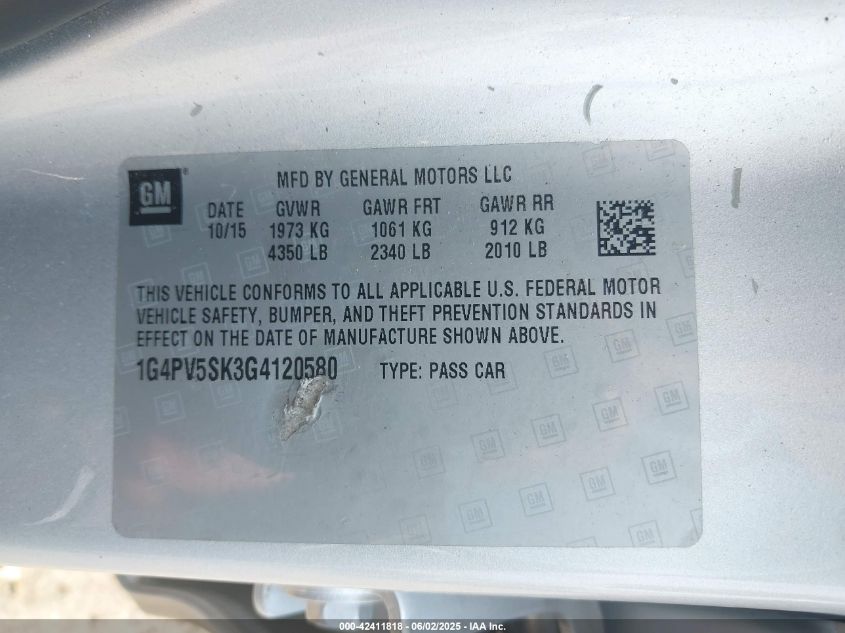 GM ®
MFD BY GENERAL MOTORS LLC
DATE GVWR GAWR FRT GAWR RR
10/15 1973 KG 1061 KG 912 KG
4350 LB 2340 LB 2010 LB
THIS VEHICLE CONFORMS TO ALL APPLICABLE U.S. FEDERAL MOTOR
VEHICLE SAFETY, BUMPER, AND THEFT PREVENTION STANDARDS IN
EFFECT ON THE DATE OF MANUFACTURE SHOWN ABOVE.
1G4PV5SK3G4120580 TYPE: PASS CAR
000-42411818 - 06/02/2025 - IAA Inc.